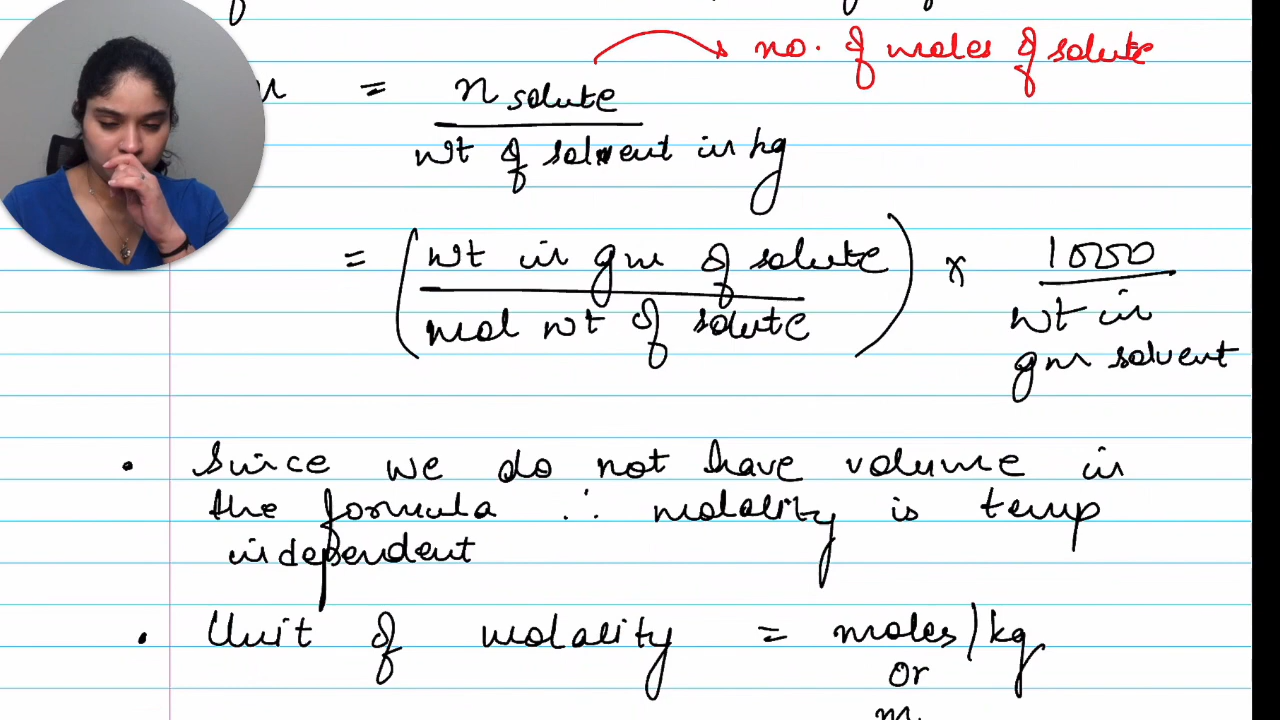 → no. of moles of solute
m = n solute
wt of solvent in kg
= ( wt in gm of solute ) x 1000
mol wt of solute wt in
gm solvent
• Since we do not have volume in
the formula ∴ molality is temp
independent
• Unit of molality = moles/kg
or
m